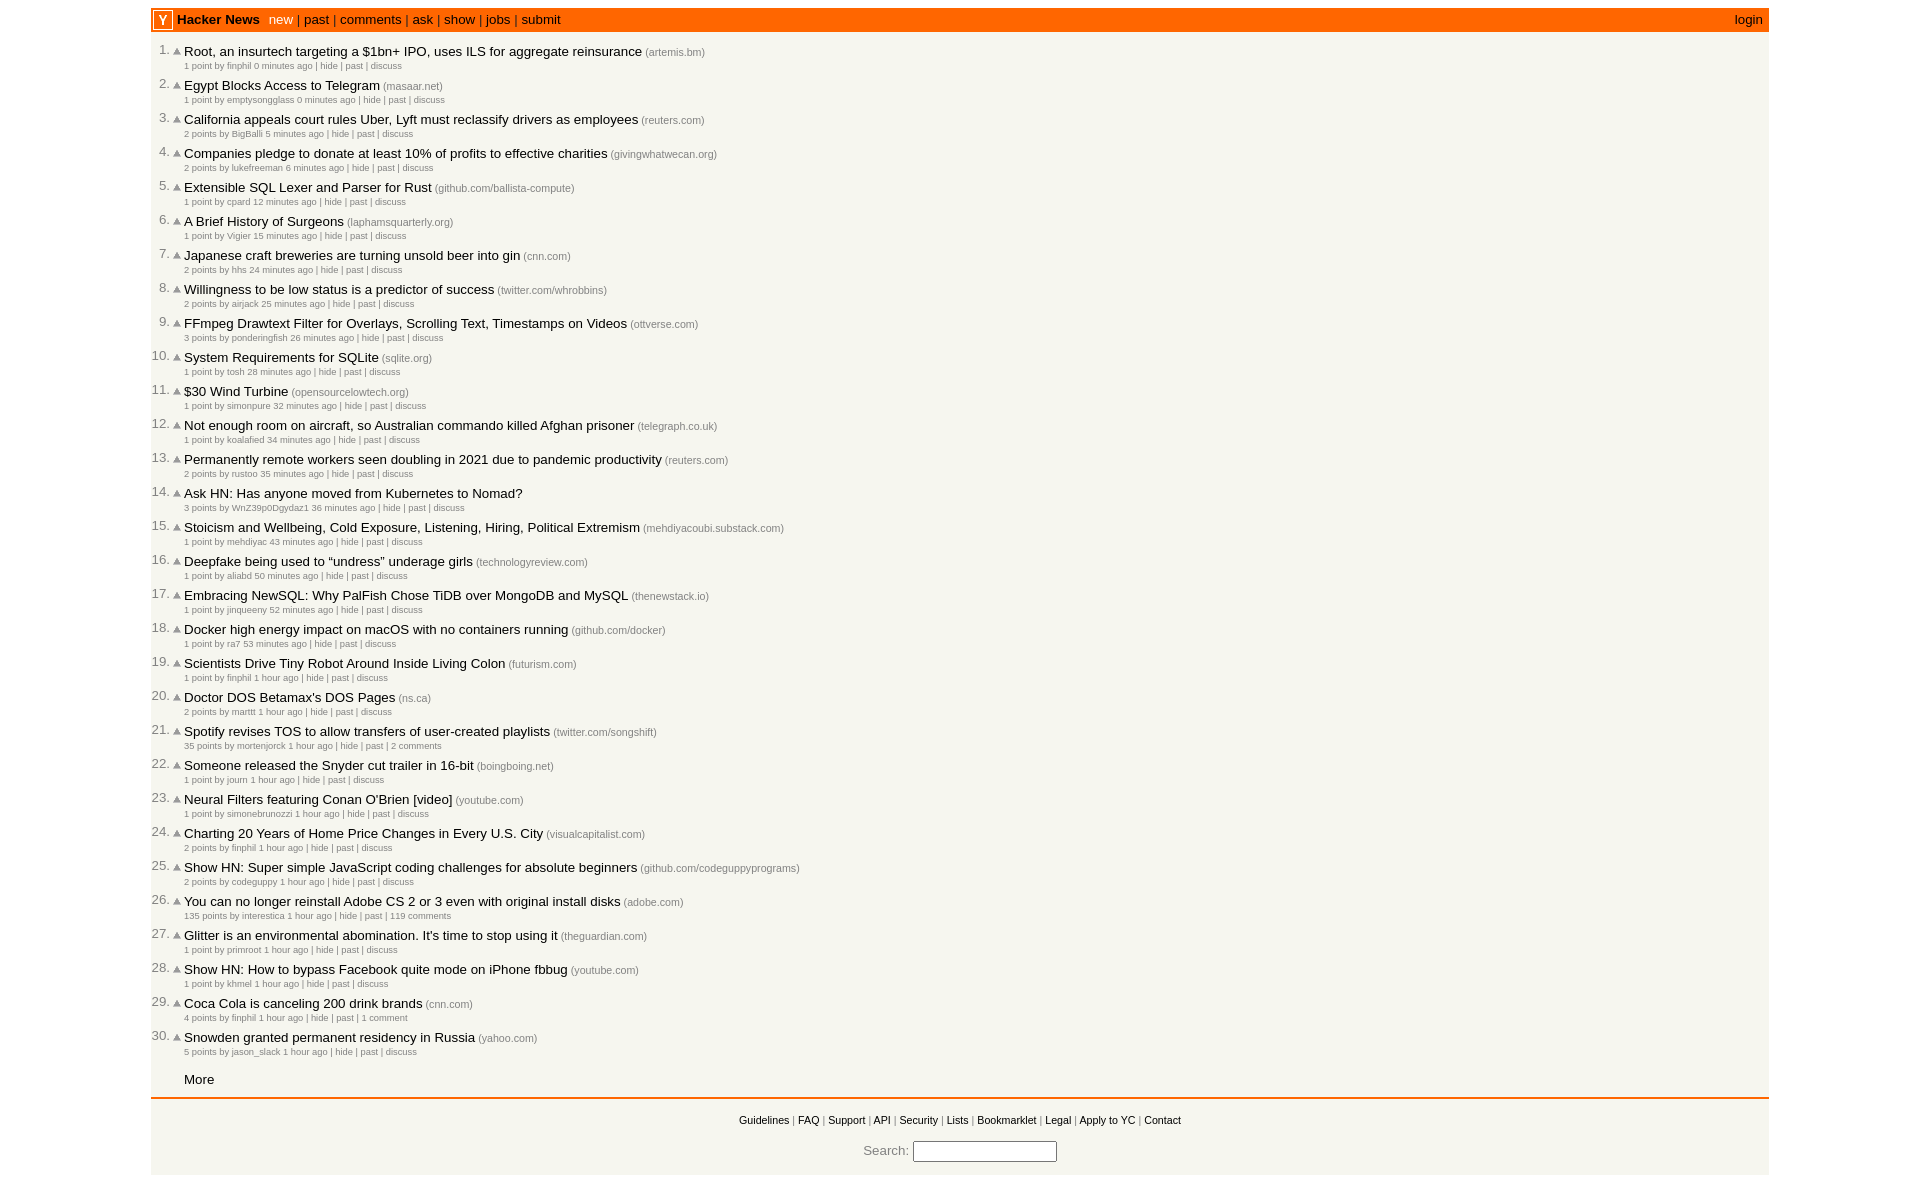 Y Hacker News new | past | comments | ask | show | jobs | submit login
1. Root, an insurtech targeting a $1bn+ IPO, uses ILS for aggregate reinsurance (artemis.bm)
1 point by finphil 0 minutes ago | hide | past | discuss
2. Egypt Blocks Access to Telegram (masaar.net)
1 point by emptysongglass 0 minutes ago | hide | past | discuss
3. California appeals court rules Uber, Lyft must reclassify drivers as employees (reuters.com)
2 points by BigBalli 5 minutes ago | hide | past | discuss
4. Companies pledge to donate at least 10% of profits to effective charities (givingwhatwecan.org)
2 points by lukefreeman 6 minutes ago | hide | past | discuss
5. Extensible SQL Lexer and Parser for Rust (github.com/ballista-compute)
1 point by cpard 12 minutes ago | hide | past | discuss
6. A Brief History of Surgeons (laphamsquarterly.org)
1 point by Vigier 15 minutes ago | hide | past | discuss
7. Japanese craft breweries are turning unsold beer into gin (cnn.com)
2 points by hhs 24 minutes ago | hide | past | discuss
8. Willingness to be low status is a predictor of success (twitter.com/whrobbins)
2 points by airjack 25 minutes ago | hide | past | discuss
9. FFmpeg Drawtext Filter for Overlays, Scrolling Text, Timestamps on Videos (ottverse.com)
3 points by ponderingfish 26 minutes ago | hide | past | discuss
10. System Requirements for SQLite (sqlite.org)
1 point by tosh 28 minutes ago | hide | past | discuss
11. $30 Wind Turbine (opensourcelowtech.org)
1 point by simonpure 32 minutes ago | hide | past | discuss
12. Not enough room on aircraft, so Australian commando killed Afghan prisoner (telegraph.co.uk)
1 point by koalafied 34 minutes ago | hide | past | discuss
13. Permanently remote workers seen doubling in 2021 due to pandemic productivity (reuters.com)
2 points by rustoo 35 minutes ago | hide | past | discuss
14. Ask HN: Has anyone moved from Kubernetes to Nomad?
3 points by WnZ39p0Dgydaz1 36 minutes ago | hide | past | discuss
15. Stoicism and Wellbeing, Cold Exposure, Listening, Hiring, Political Extremism (mehdiyacoubi.substack.com)
1 point by mehdiyac 43 minutes ago | hide | past | discuss
16. Deepfake being used to “undress” underage girls (technologyreview.com)
1 point by aliabd 50 minutes ago | hide | past | discuss
17. Embracing NewSQL: Why PalFish Chose TiDB over MongoDB and MySQL (thenewstack.io)
1 point by jinqueeny 52 minutes ago | hide | past | discuss
18. Docker high energy impact on macOS with no containers running (github.com/docker)
1 point by ra7 53 minutes ago | hide | past | discuss
19. Scientists Drive Tiny Robot Around Inside Living Colon (futurism.com)
1 point by finphil 1 hour ago | hide | past | discuss
20. Doctor DOS Betamax's DOS Pages (ns.ca)
2 points by marttt 1 hour ago | hide | past | discuss
21. Spotify revises TOS to allow transfers of user-created playlists (twitter.com/songshift)
35 points by mortenjorck 1 hour ago | hide | past | 2 comments
22. Someone released the Snyder cut trailer in 16-bit (boingboing.net)
1 point by journ 1 hour ago | hide | past | discuss
23. Neural Filters featuring Conan O'Brien [video] (youtube.com)
1 point by simonebrunozzi 1 hour ago | hide | past | discuss
24. Charting 20 Years of Home Price Changes in Every U.S. City (visualcapitalist.com)
2 points by finphil 1 hour ago | hide | past | discuss
25. Show HN: Super simple JavaScript coding challenges for absolute beginners (github.com/codeguppyprograms)
2 points by codeguppy 1 hour ago | hide | past | discuss
26. You can no longer reinstall Adobe CS 2 or 3 even with original install disks (adobe.com)
135 points by interestica 1 hour ago | hide | past | 119 comments
27. Glitter is an environmental abomination. It's time to stop using it (theguardian.com)
1 point by primroot 1 hour ago | hide | past | discuss
28. Show HN: How to bypass Facebook quite mode on iPhone fbbug (youtube.com)
1 point by khmel 1 hour ago | hide | past | discuss
29. Coca Cola is canceling 200 drink brands (cnn.com)
4 points by finphil 1 hour ago | hide | past | 1 comment
30. Snowden granted permanent residency in Russia (yahoo.com)
5 points by jason_slack 1 hour ago | hide | past | discuss
More
Guidelines | FAQ | Support | API | Security | Lists | Bookmarklet | Legal | Apply to YC | Contact
Search: